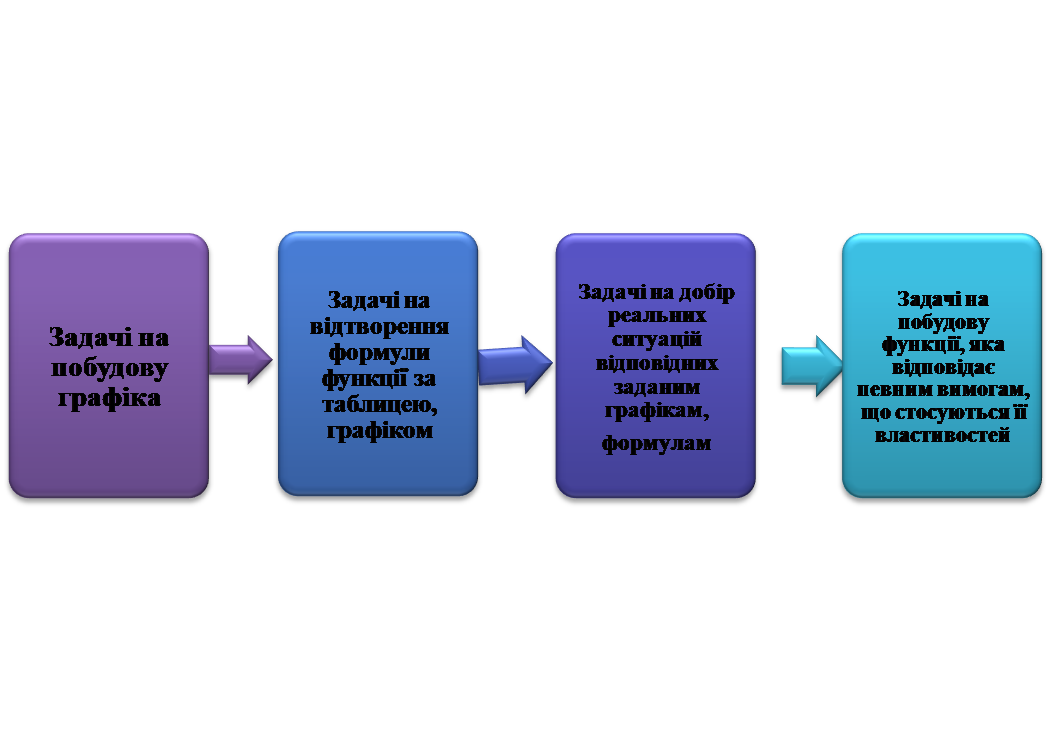 Задачі на
побудову
графіка
Задачі на
відтворення
формули
функції за
таблицею,
графіком
Задачі на добір
реальних
ситуацій
відповідних
заданим
графікам,
формулам
Задачі на
побудову
функції, яка
відповідає
певним вимогам,
що стосуються її
властивостей